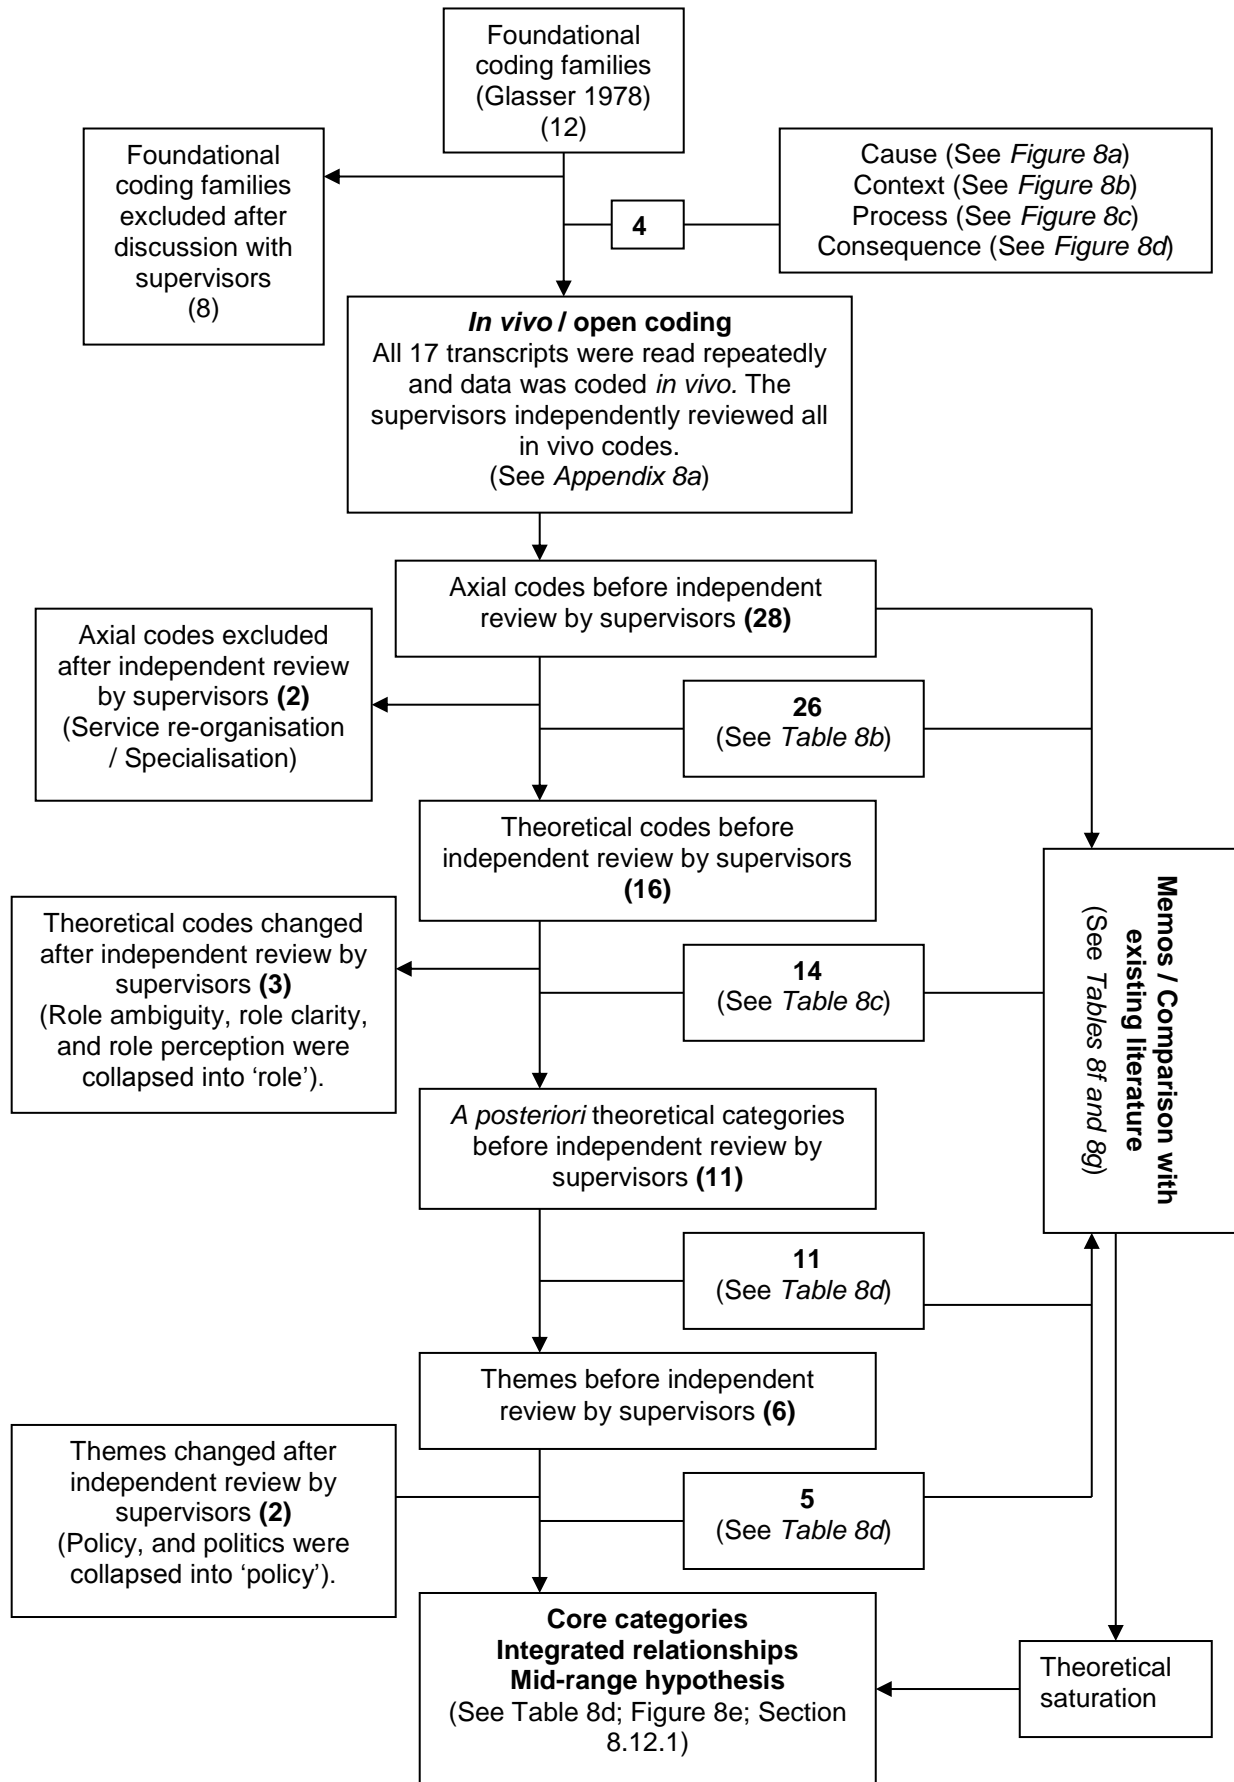 Foundational
coding families
(Glasser 1978)
(12)
Foundational
coding families
excluded after
discussion with
supervisors
(8)
4
Cause (See Figure 8a)
Context (See Figure 8b)
Process (See Figure 8c)
Consequence (See Figure 8d)
In vivo / open coding
All 17 transcripts were read repeatedly
and data was coded in vivo. The
supervisors independently reviewed all
in vivo codes.
(See Appendix 8a)
Axial codes before independent
review by supervisors (28)
Axial codes excluded
after independent review
by supervisors (2)
(Service re-organisation
/ Specialisation)
26
(See Table 8b)
Theoretical codes before
independent review by supervisors
(16)
Memos / Comparison with
existing literature
(See Tables 8f and 8g)
Theoretical codes changed
after independent review by
supervisors (3)
(Role ambiguity, role clarity,
and role perception were
collapsed into ‘role’).
14
(See Table 8c)
A posteriori theoretical categories
before independent review by
supervisors (11)
11
(See Table 8d)
Themes before independent
review by supervisors (6)
Themes changed after
independent review by
supervisors (2)
(Policy, and politics were
collapsed into ‘policy’).
5
(See Table 8d)
Core categories
Integrated relationships
Mid-range hypothesis
(See Table 8d; Figure 8e; Section
8.12.1)
Theoretical
saturation